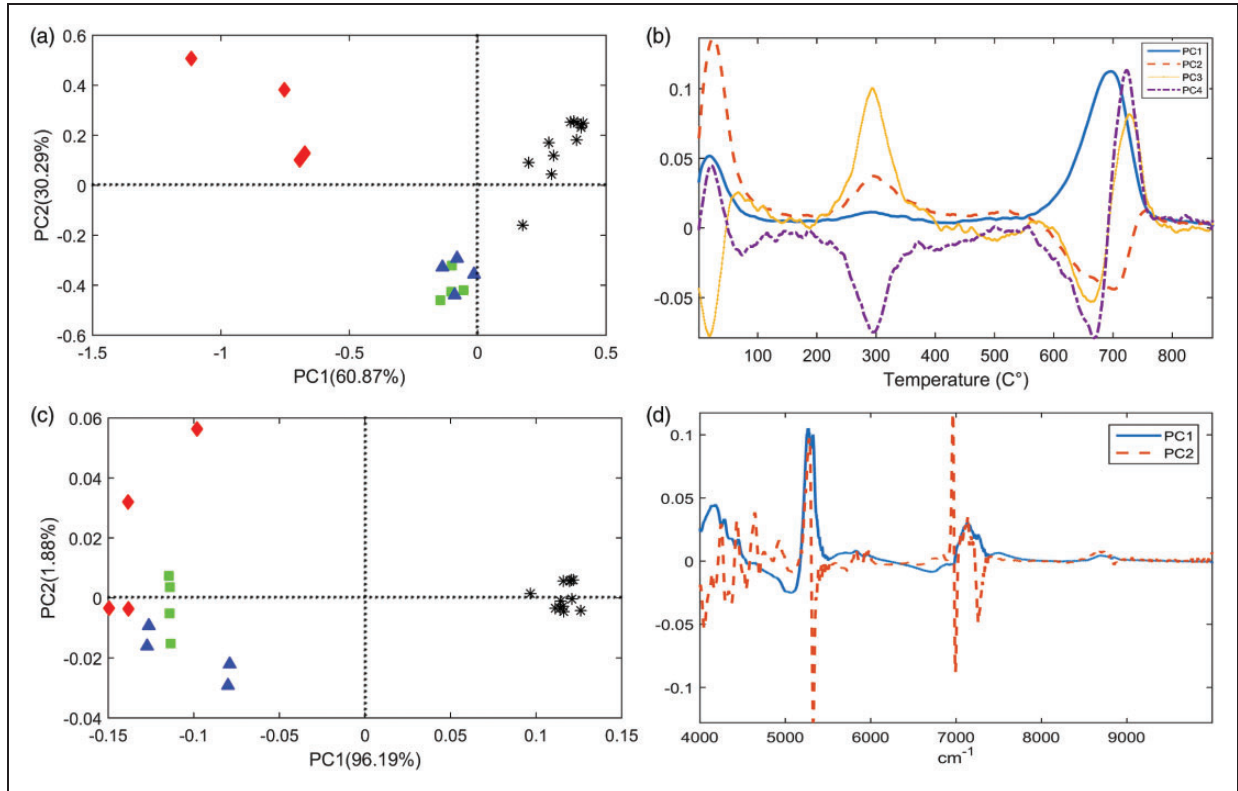 (a)
0.6
0.4
0.2
0
-0.2
-0.4
-0.6
PC2(30.29%)
-1.5 -1 -0.5 0 0.5
PC1(60.87%)
(b)
0.1
0.05
0
-0.05
PC1
PC2
PC3
PC4
100 200 300 400 500 600 700 800
Temperature (C°)
(c)
0.06
0.04
0.02
0
-0.02
-0.04
PC2(1.88%)
-0.15 -0.1 -0.05 0 0.05 0.1 0.15
PC1(96.19%)
(d)
0.1
0.05
0
-0.05
-0.1
PC1
PC2
4000 5000 6000 7000 8000 9000
cm-1